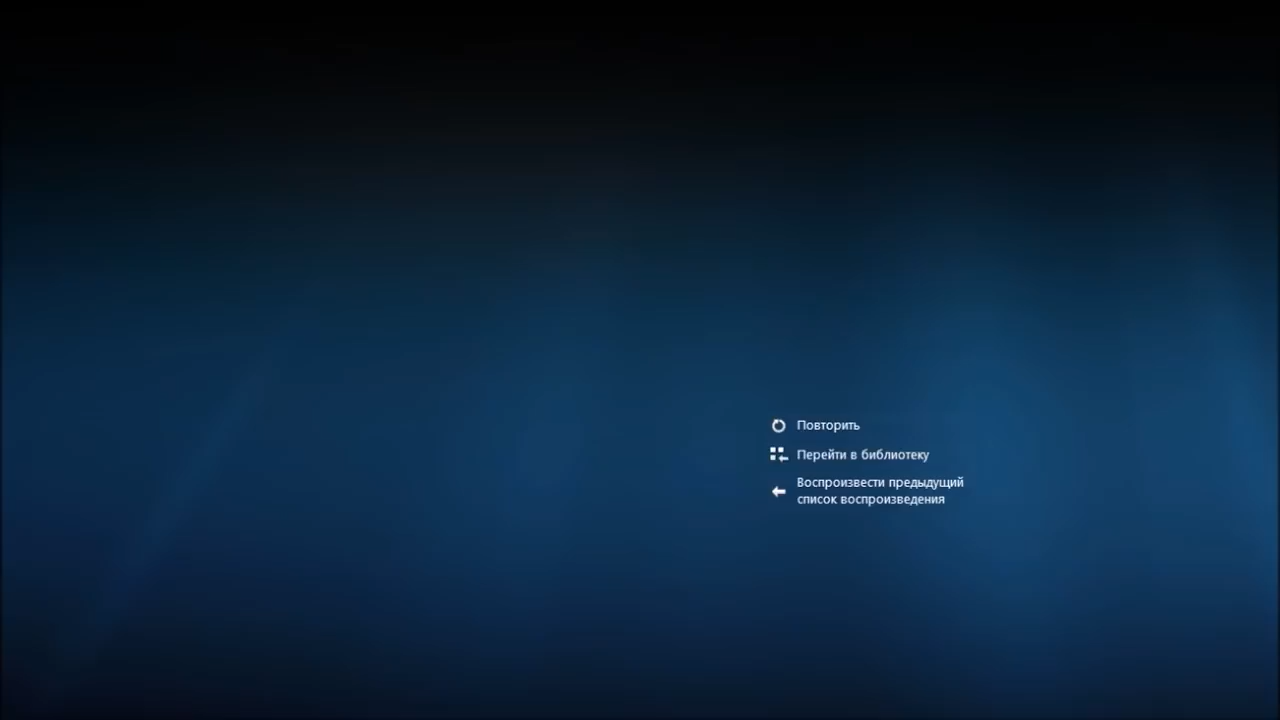 Повторить
Перейти в библиотеку
Воспроизвести предыдущий
список воспроизведения